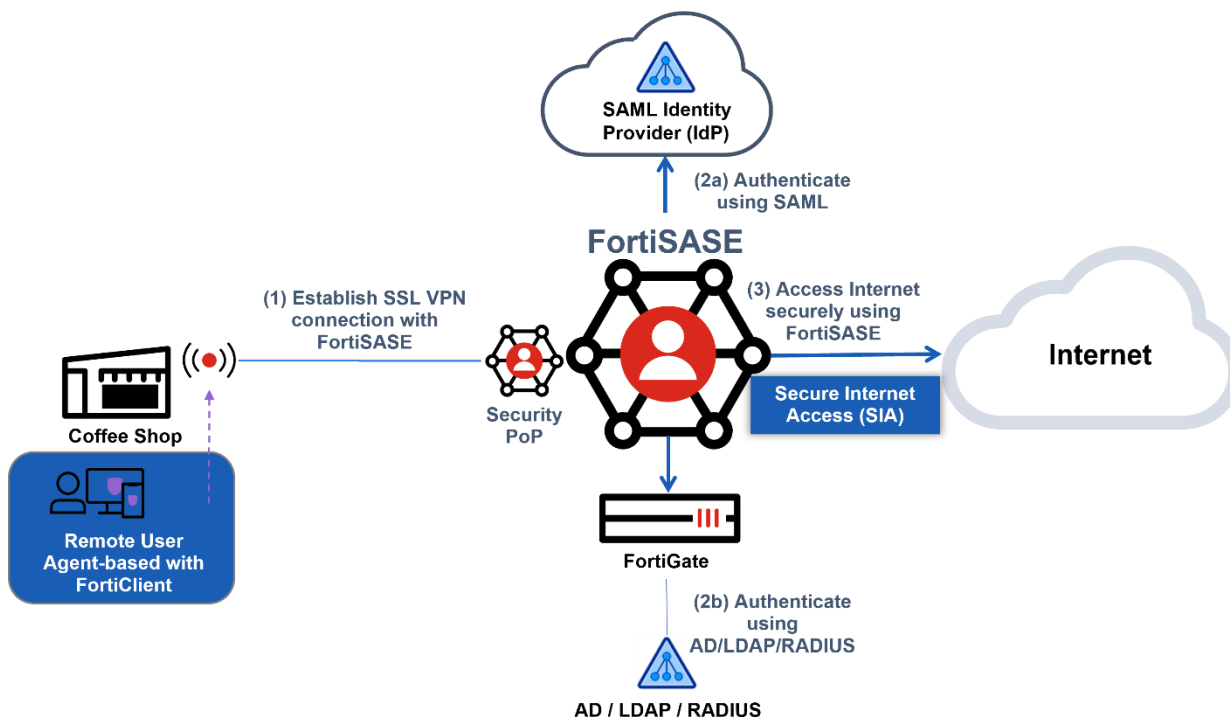 SAML Identity
Provider (IdP)
(2a) Authenticate
using SAML
FortiSASE
(1) Establish SSL VPN
connection with
FortiSASE
(3) Access Internet
securely using
FortiSASE
Internet
Secure Internet
Access (SIA)
Security
PoP
Coffee Shop
Remote User
Agent-based with
FortiClient
FortiGate
(2b) Authenticate
using
AD/LDAP/RADIUS
AD / LDAP / RADIUS